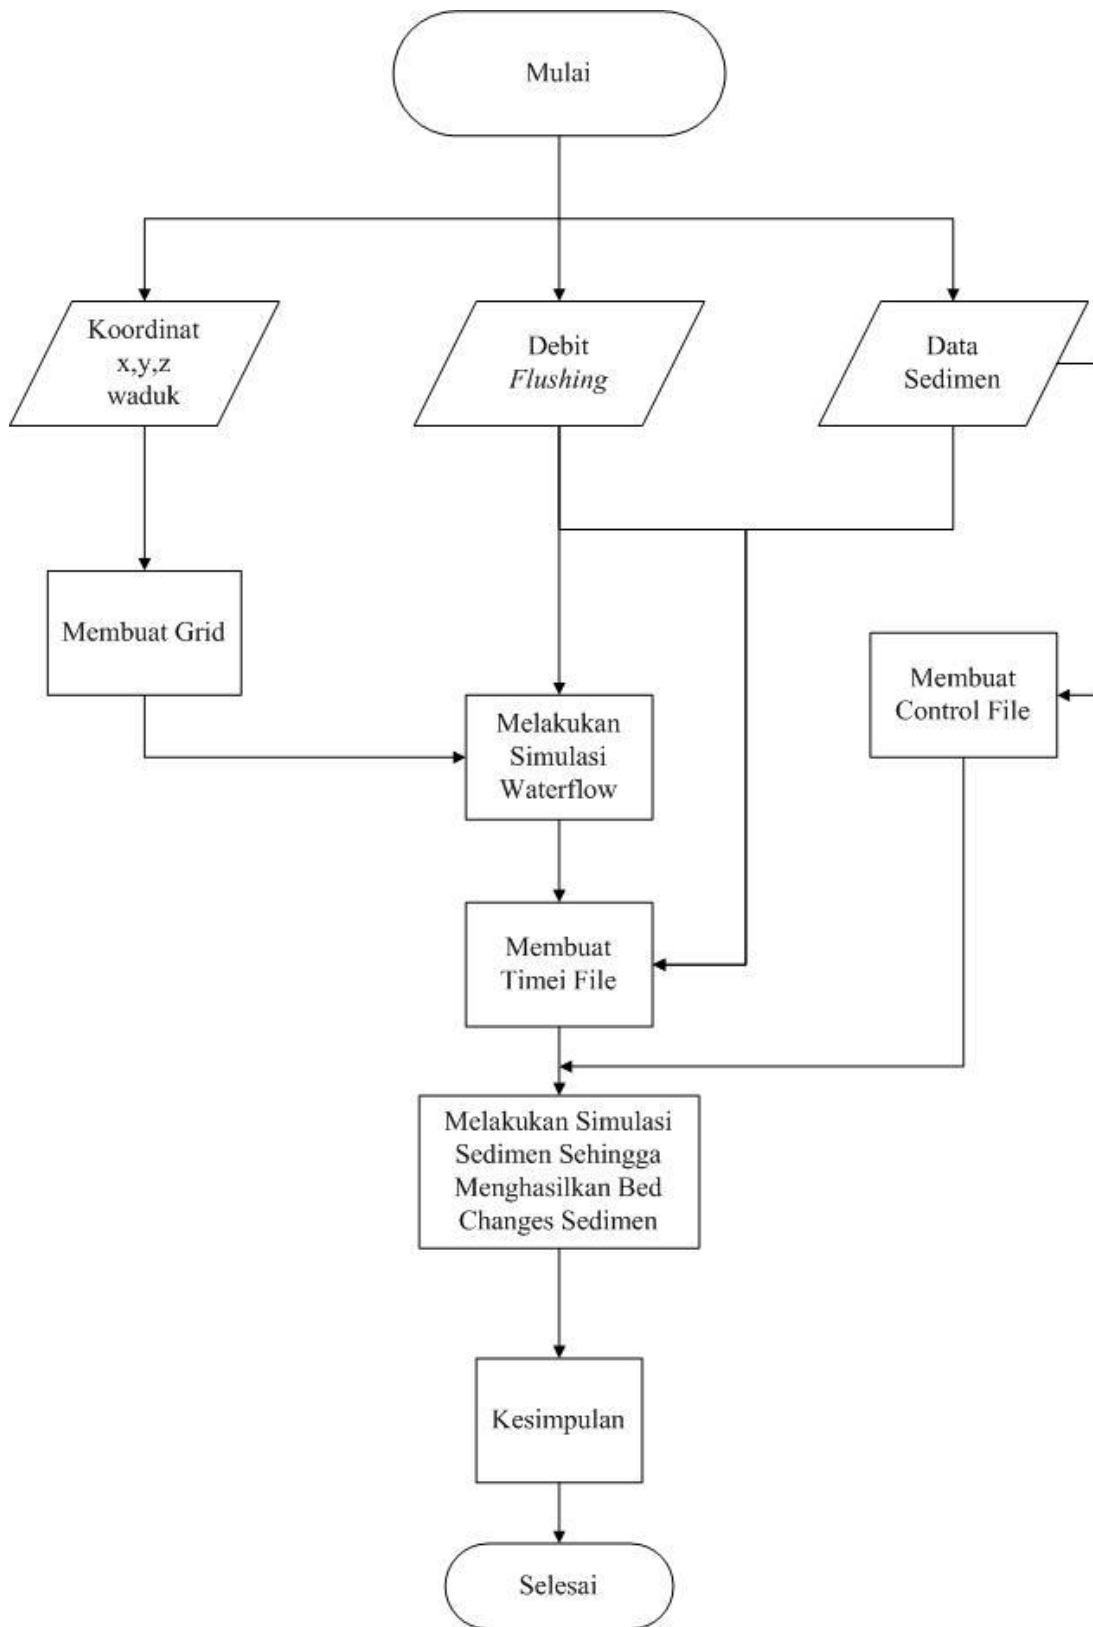 Mulai
Koordinat
x,y,z
waduk
Debit
Flushing
Data
Sedimen
Membuat Grid
Membuat
Control File
Melakukan
Simulasi
Waterflow
Membuat
Timei File
Melakukan Simulasi
Sedimen Sehingga
Menghasilkan Bed
Changes Sedimen
Kesimpulan
Selesai